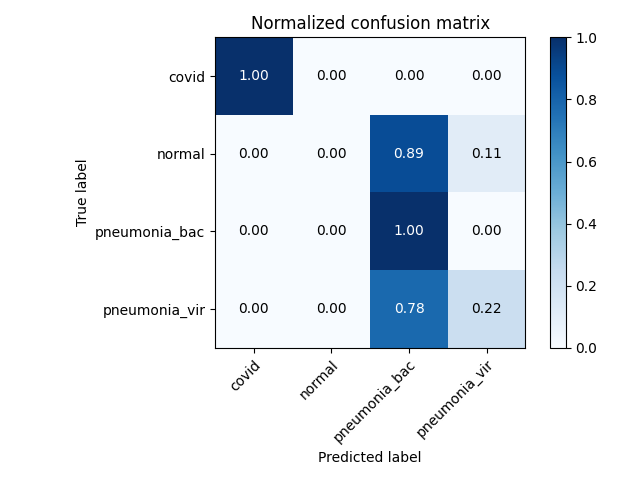 Normalized confusion matrix
True label
covid 1.00 0.00 0.00 0.00
normal 0.00 0.00 0.89 0.11
pneumonia_bac 0.00 0.00 1.00 0.00
pneumonia_vir 0.00 0.00 0.78 0.22
covid normal pneumonia_bac pneumonia_vir
Predicted label
1.0
0.8
0.6
0.4
0.2
0.0